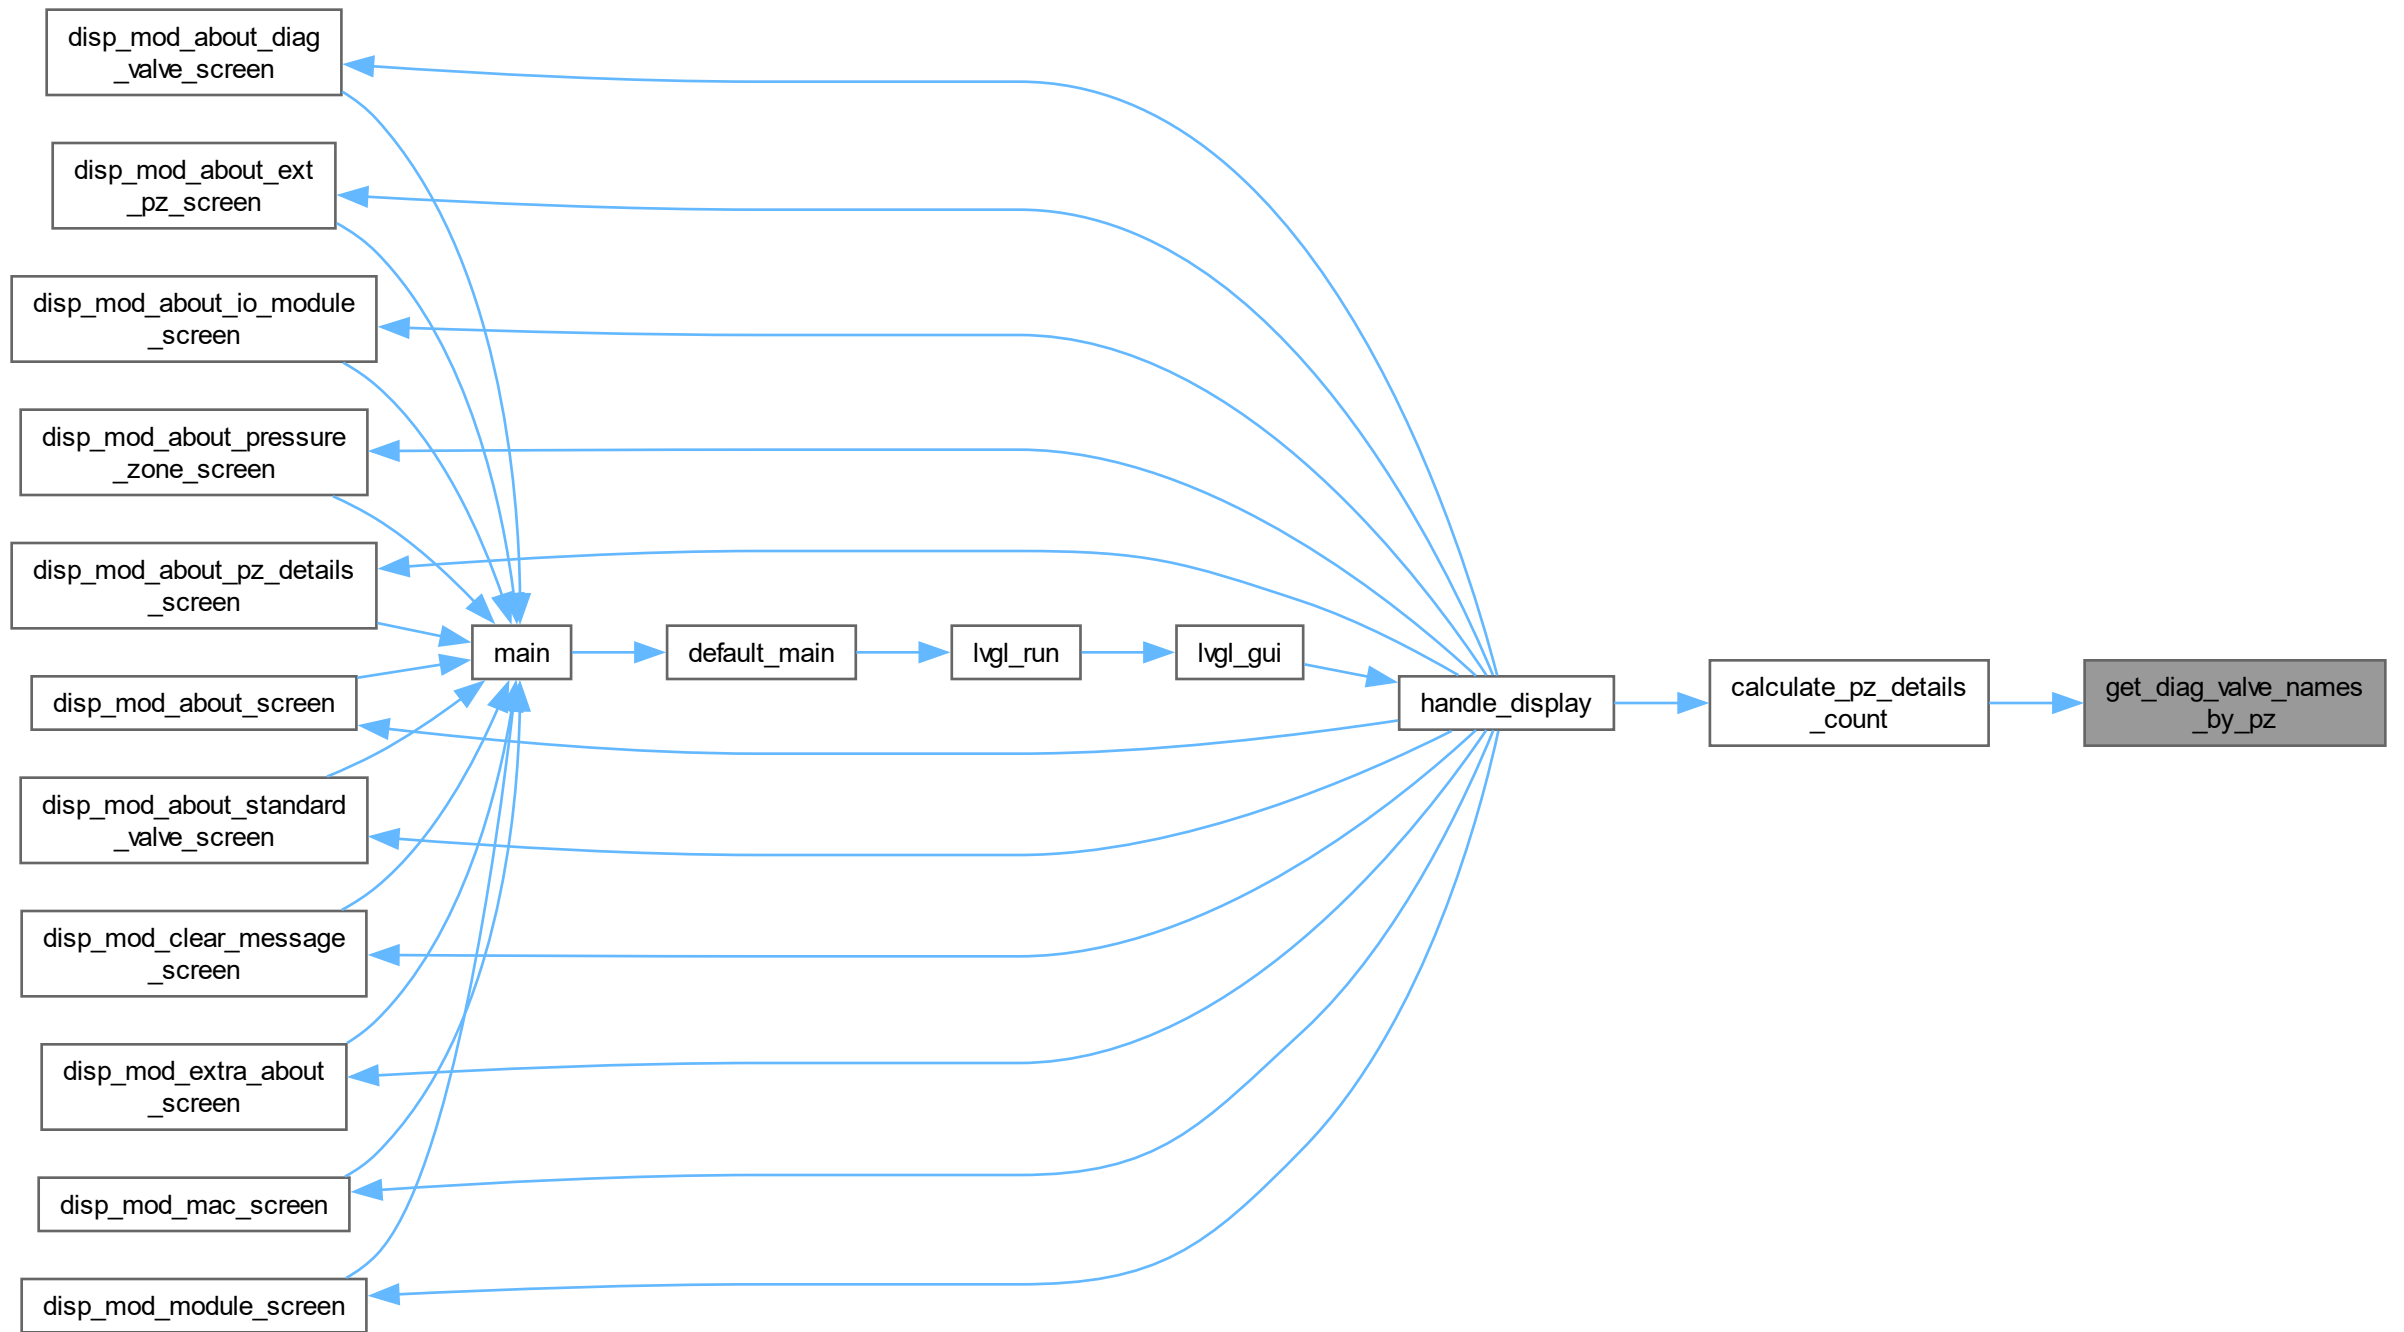 disp_mod_about_diag
_valve_screen
disp_mod_about_ext
_pz_screen
disp_mod_about_io_module
_screen
disp_mod_about_pressure
_zone_screen
disp_mod_about_pz_details
_screen
main
default_main
lvgl_run
lvgl_gui
handle_display
calculate_pz_details
_count
get_diag_valve_names
_by_pz
disp_mod_about_screen
disp_mod_about_standard
_valve_screen
disp_mod_clear_message
_screen
disp_mod_extra_about
_screen
disp_mod_mac_screen
disp_mod_module_screen